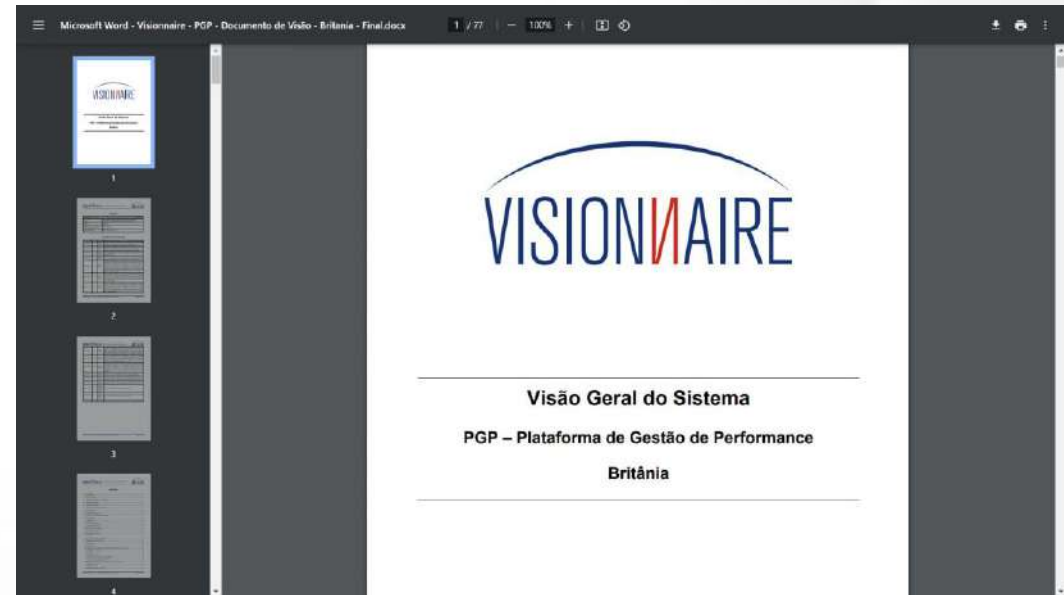 Microsoft Word - Visionnaire - PGP - Documento de Visão - Britania - Final.docx
1 / 77
100%
VISIONNAIRE
1
2
3
4
VISIONNAIRE
Visão Geral do Sistema
PGP – Plataforma de Gestão de Performance
Britânia